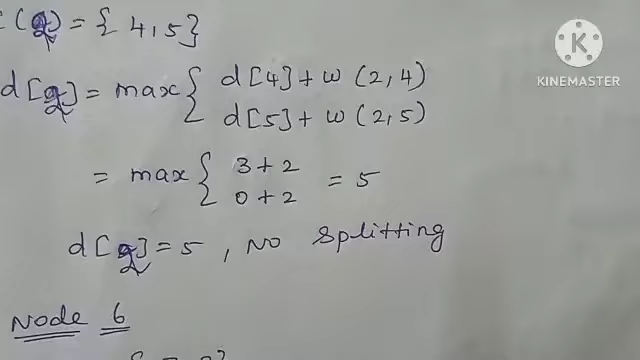 C(2) = {4,5}
K
KINEMASTER
d[2] = max { d[4] + w(2,4)
d[5] + w(2,5)
= max { 3+2
0+2 = 5
d[2] = 5, No splitting
Node 6